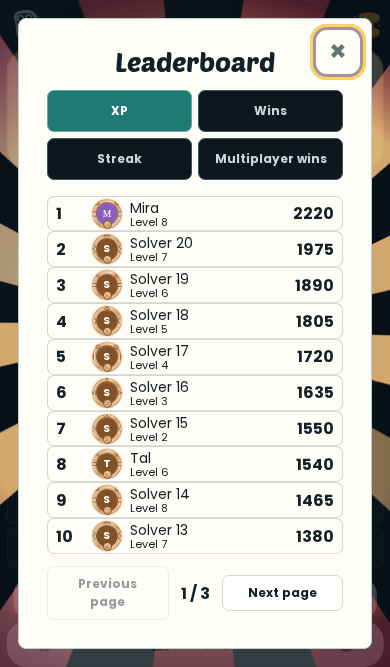 Leaderboard
✖
XP
Wins
Streak
Multiplayer wins
1 M Mira 2220
Level 8
2 S Solver 20 1975
Level 7
3 S Solver 19 1890
Level 6
4 S Solver 18 1805
Level 5
5 S Solver 17 1720
Level 4
6 S Solver 16 1635
Level 3
7 S Solver 15 1550
Level 2
8 T Tal 1540
Level 6
9 S Solver 14 1465
Level 8
10 S Solver 13 1380
Level 7
Previous
page
1 / 3
Next page